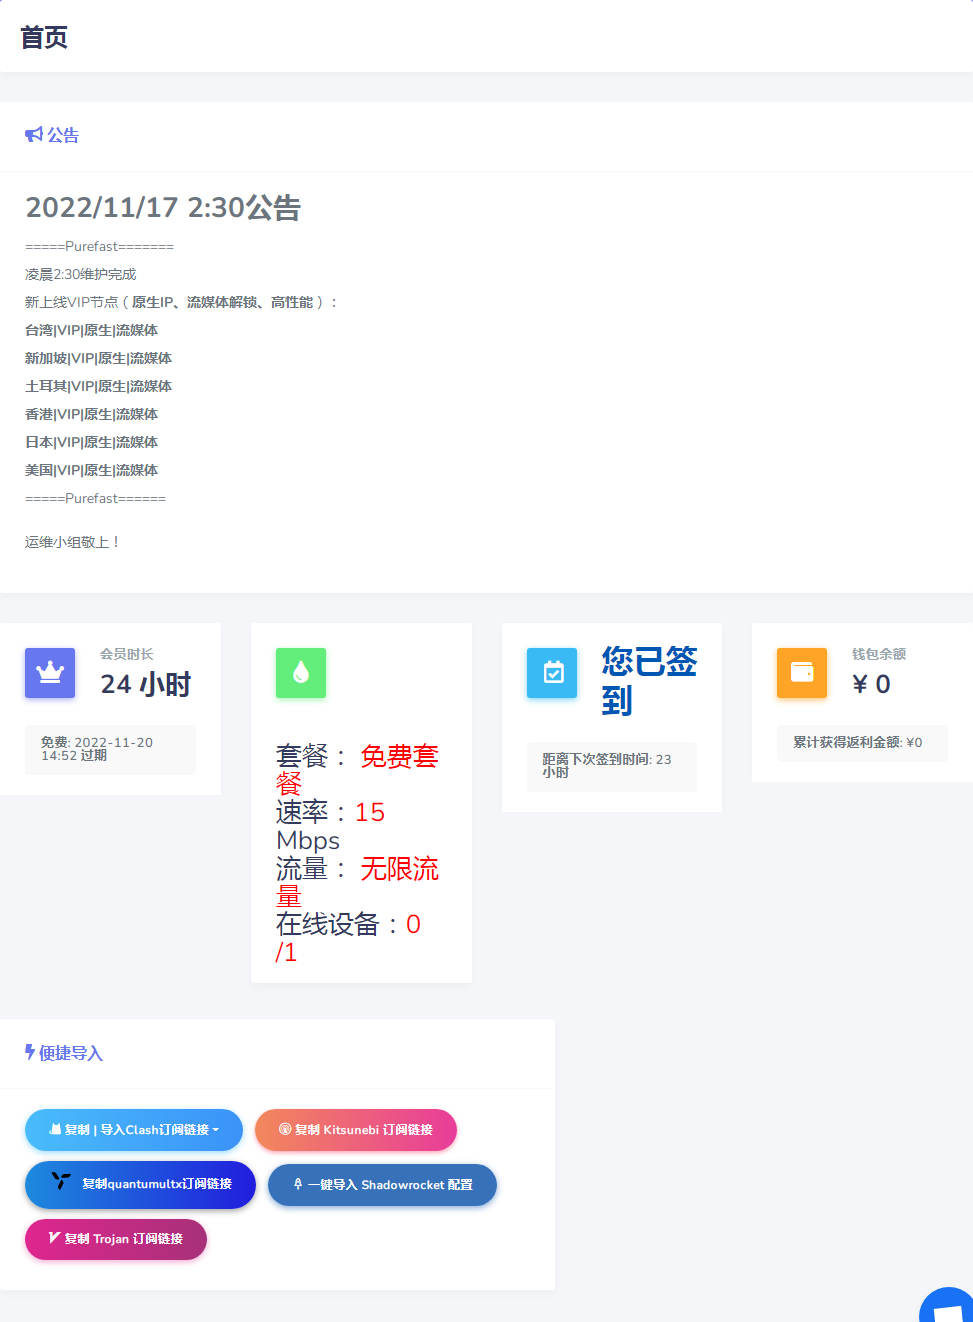 首页
公告
2022/11/17 2:30公告
=====Purefast=======
凌晨2:30维护完成
新上线VIP节点（原生IP、流媒体解锁、高性能）：
台湾|VIP|原生|流媒体
新加坡|VIP|原生|流媒体
土耳其|VIP|原生|流媒体
香港|VIP|原生|流媒体
日本|VIP|原生|流媒体
美国|VIP|原生|流媒体
=====Purefast======
运维小组敬上！
会员时长
24 小时
免费: 2022-11-20
14:52 过期
套餐： 免费套
餐
速率：15
Mbps
流量： 无限流
量
在线设备：0
/1
您已签
到
距离下次签到时间: 23
小时
钱包余额
¥ 0
累计获得返利金额: ¥0
便捷导入
复制 | 导入Clash订阅链接
复制 Kitsunebi 订阅链接
复制quantumultx订阅链接
一键导入 Shadowrocket 配置
复制 Trojan 订阅链接